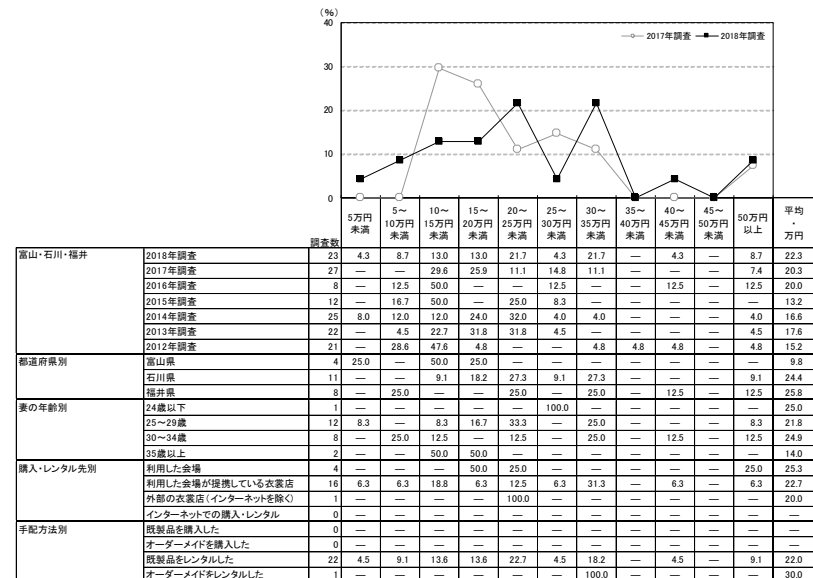 （％）
40
30
20
10
0
2017年調査 2018年調査
調査数 5万円未満 5～10万円未満 10～15万円未満 15～20万円未満 20～25万円未満 25～30万円未満 30～35万円未満 35～40万円未満 40～45万円未満 45～50万円未満 50万円以上 平均・万円
富山・石川・福井 2018年調査 23 4.3 8.7 13.0 13.0 21.7 4.3 21.7 — 4.3 — 8.7 22.3
2017年調査 27 — — 29.6 25.9 11.1 14.8 11.1 — — — 7.4 20.3
2016年調査 8 — 12.5 50.0 — — 12.5 — — 12.5 — 12.5 20.0
2015年調査 12 — 16.7 50.0 — 25.0 8.3 — — — — — 13.2
2014年調査 25 8.0 12.0 12.0 24.0 32.0 4.0 4.0 — — — 4.0 16.6
2013年調査 22 — 4.5 22.7 31.8 31.8 4.5 — — — — 4.5 17.6
2012年調査 21 — 28.6 47.6 4.8 — — 4.8 4.8 4.8 — 4.8 15.2
都道府県別 富山県 4 25.0 — 50.0 25.0 — — — — — — — 9.8
石川県 11 — — 9.1 18.2 27.3 9.1 27.3 — — — 9.1 24.4
福井県 8 — 25.0 — — 25.0 — 25.0 — 12.5 — 12.5 25.8
妻の年齢別 24歳以下 1 — — — — — 100.0 — — — — — 25.0
25～29歳 12 8.3 — 8.3 16.7 33.3 — 25.0 — — — 8.3 21.8
30～34歳 8 — 25.0 12.5 — 12.5 — 25.0 — 12.5 — 12.5 24.9
35歳以上 2 — — 50.0 50.0 — — — — — — — 14.0
購入・レンタル先別 利用した会場 4 — — — 50.0 25.0 — — — — — 25.0 25.3
利用した会場が提携している衣裳店 16 6.3 6.3 18.8 6.3 12.5 6.3 31.3 — 6.3 — 6.3 22.7
外部の衣裳店（インターネットを除く） 1 — — — — 100.0 — — — — — — 20.0
インターネットでの購入・レンタル 0 — — — — — — — — — — — —
手配方法別 既製品を購入した 0 — — — — — — — — — — — —
オーダーメイドを購入した 0 — — — — — — — — — — — —
既製品をレンタルした 22 4.5 9.1 13.6 13.6 22.7 4.5 18.2 — 4.5 — 9.1 22.0
オーダーメイドをレンタルした 1 — — — — — — 100.0 — — — — 30.0